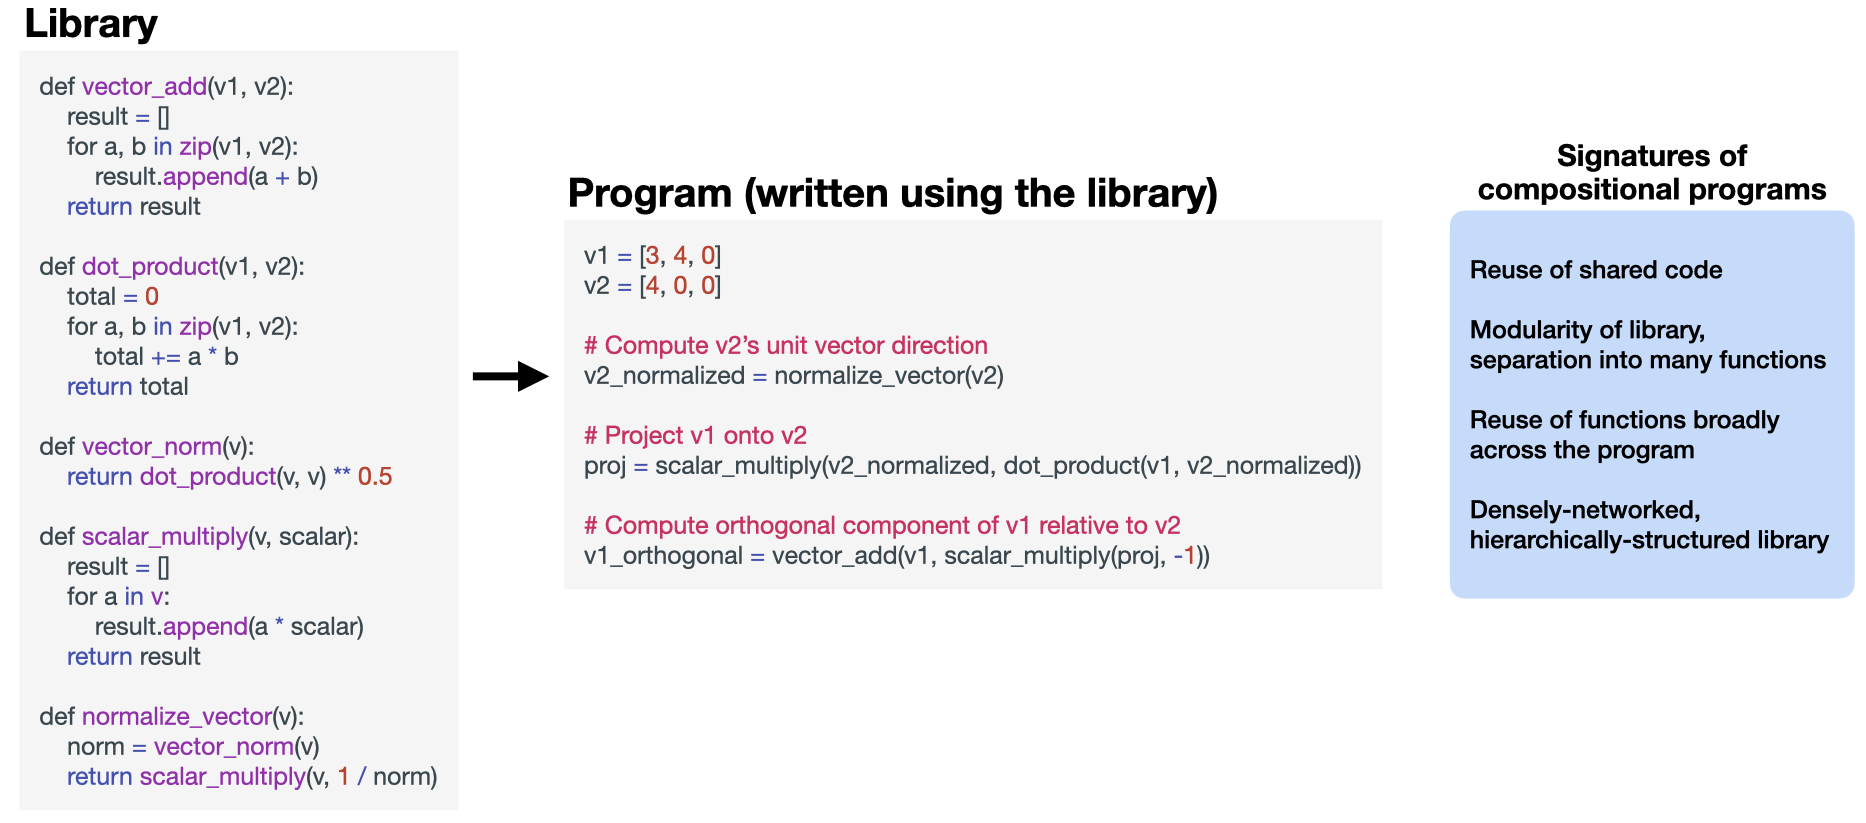 Library
def vector_add(v1, v2):
result = []
for a, b in zip(v1, v2):
result.append(a + b)
return result
def dot_product(v1, v2):
total = 0
for a, b in zip(v1, v2):
total += a * b
return total
def vector_norm(v):
return dot_product(v, v) ** 0.5
def scalar_multiply(v, scalar):
result = []
for a in v:
result.append(a * scalar)
return result
def normalize_vector(v):
norm = vector_norm(v)
return scalar_multiply(v, 1 / norm)
Program (written using the library)
v1 = [3, 4, 0]
v2 = [4, 0, 0]
# Compute v2’s unit vector direction
v2_normalized = normalize_vector(v2)
# Project v1 onto v2
proj = scalar_multiply(v2_normalized, dot_product(v1, v2_normalized))
# Compute orthogonal component of v1 relative to v2
v1_orthogonal = vector_add(v1, scalar_multiply(proj, -1))
Signatures of
compositional programs
Reuse of shared code
Modularity of library,
separation into many functions
Reuse of functions broadly
across the program
Densely-networked,
hierarchically-structured library